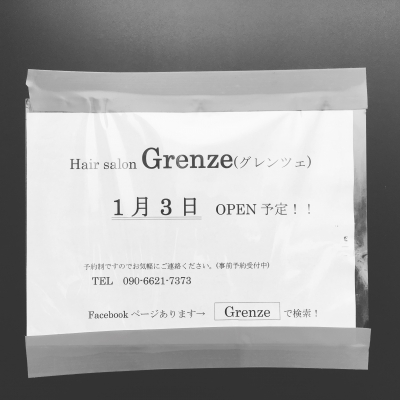 Hair salon Grenze(グレンツェ)
1月3日 OPEN 予定！！
予約制ですのでお気軽にご連絡ください。(事前予約受付中)
TEL 090-6621-7373
Facebook ページあります→ Grenze で検索！